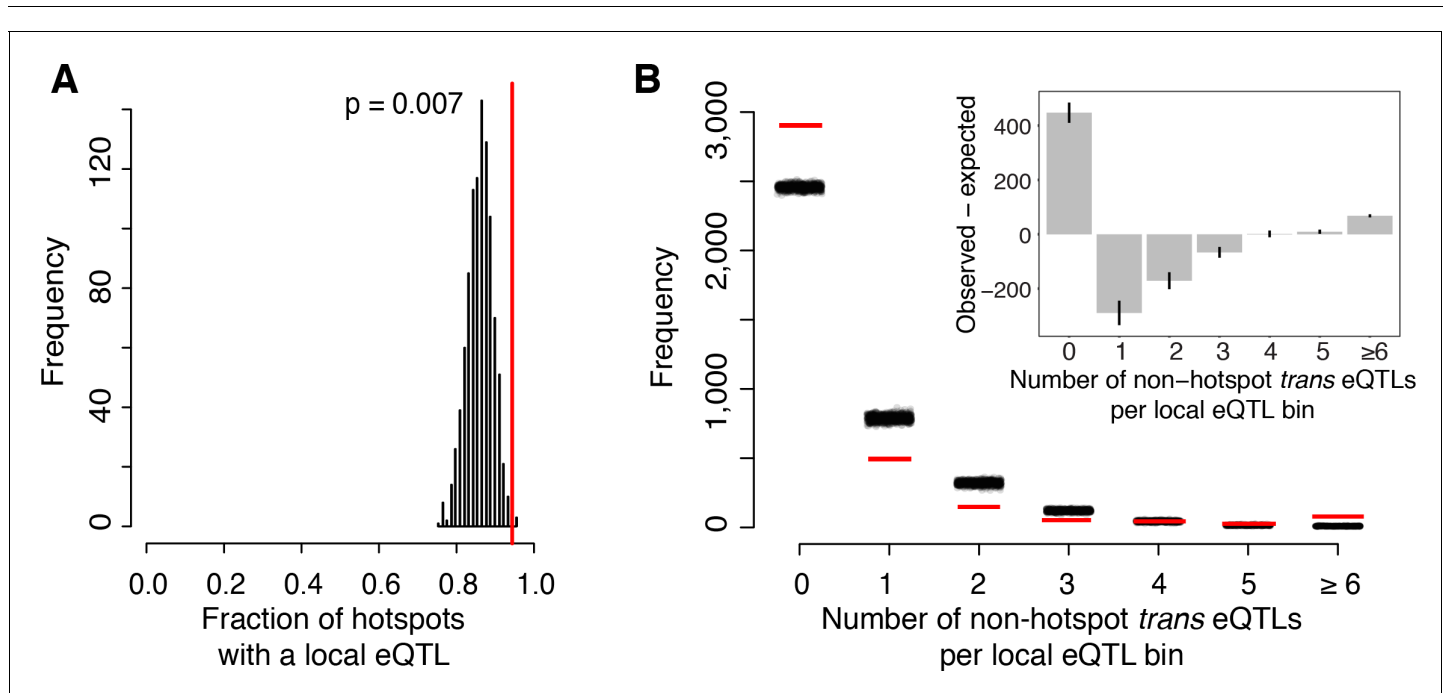 A
p = 0.007
Frequency
0
40
80
120
0.0 0.2 0.4 0.6 0.8 1.0
Fraction of hotspots
with a local eQTL
B
Frequency
0
1,000
2,000
3,000
0 1 2 3 4 5 ≥ 6
Number of non-hotspot trans eQTLs
per local eQTL bin
Observed − expected
400
200
0
−200
0 1 2 3 4 5 ≥6
Number of non−hotspot trans eQTLs
per local eQTL bin